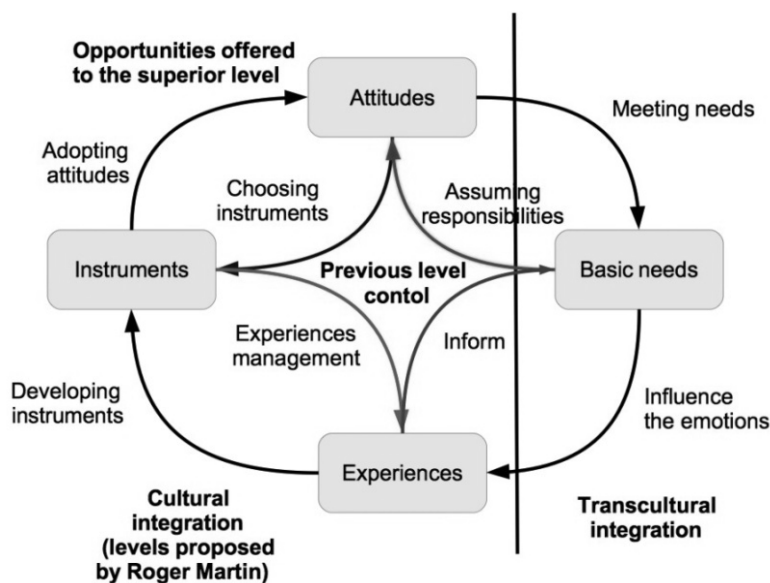 Opportunities offered
to the superior level
Attitudes
Meeting needs
Adopting
attitudes
Choosing
instruments
Assuming
responsibilities
Instruments
Previous level
contol
Basic needs
Experiences
management
Inform
Developing
instruments
Influence
the emotions
Experiences
Cultural
integration
(levels proposed
by Roger Martin)
Transcultural
integration